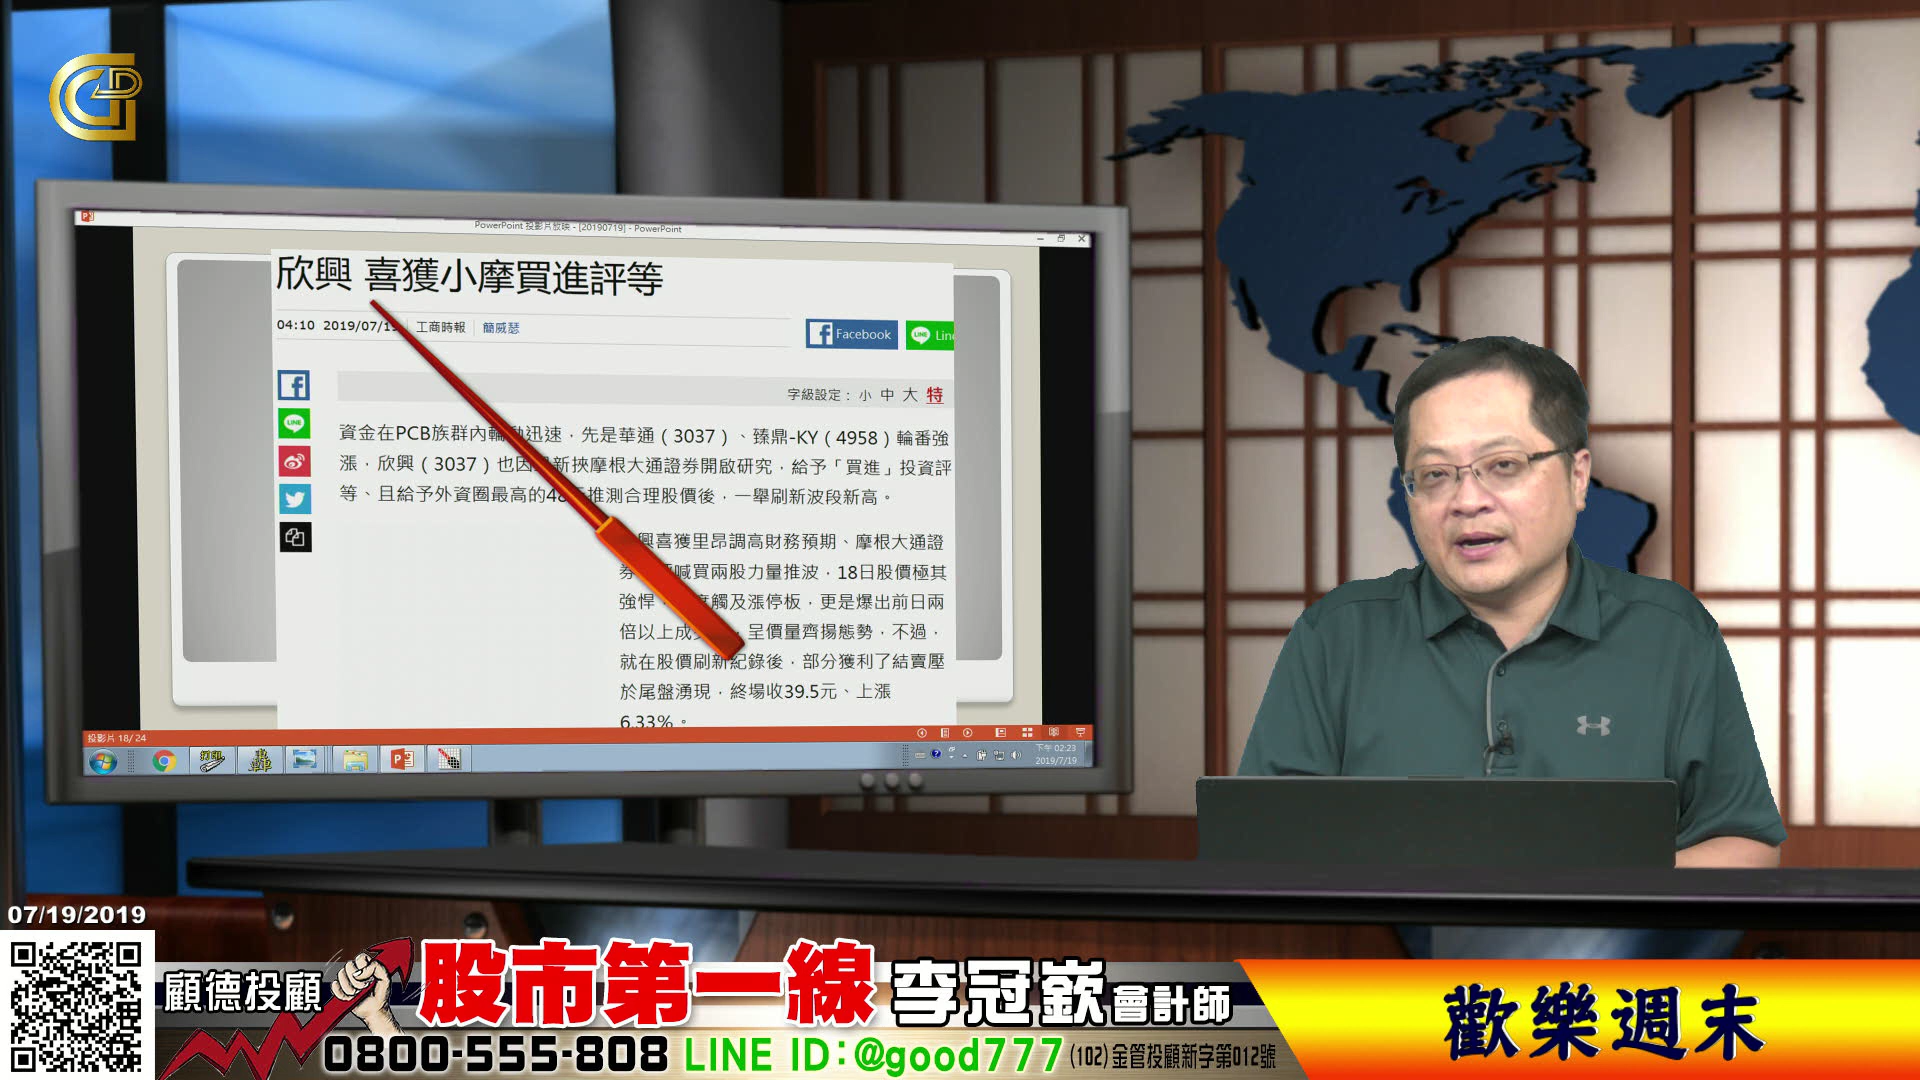 PowerPoint 投影片放映 - [20190719] - PowerPoint
欣興 喜獲小摩買進評等
04:10 2019/07/19 工商時報 簡威瑟
Facebook
LINE Line
字級設定： 小 中 大 特
LINE
資金在PCB族群內輪動迅速，先是華通（3037）、臻鼎-KY（4958）輪番強
漲，欣興（3037）也因 新挾摩根大通證券開啟研究，給予「買進」投資評
等、且給予外資圈最高的48 推測合理股價後，一舉刷新波段新高。
興喜獲里昂調高財務預期、摩根大通證
券 喊買兩股力量推波，18日股價極其
強悍， 度觸及漲停板，更是爆出前日兩
倍以上成 ，呈價量齊揚態勢，不過，
就在股價刷新紀錄後，部分獲利了結賣壓
於尾盤湧現，終場收39.5元、上漲
6.33%。
投影片 18/ 24
下午 02:23
2019/7/19
07/19/2019
顧德投顧 股市第一線 李冠嶔會計師
歡樂週末
0800-555-808 LINE ID:@good777 (102)金管投顧新字第012號